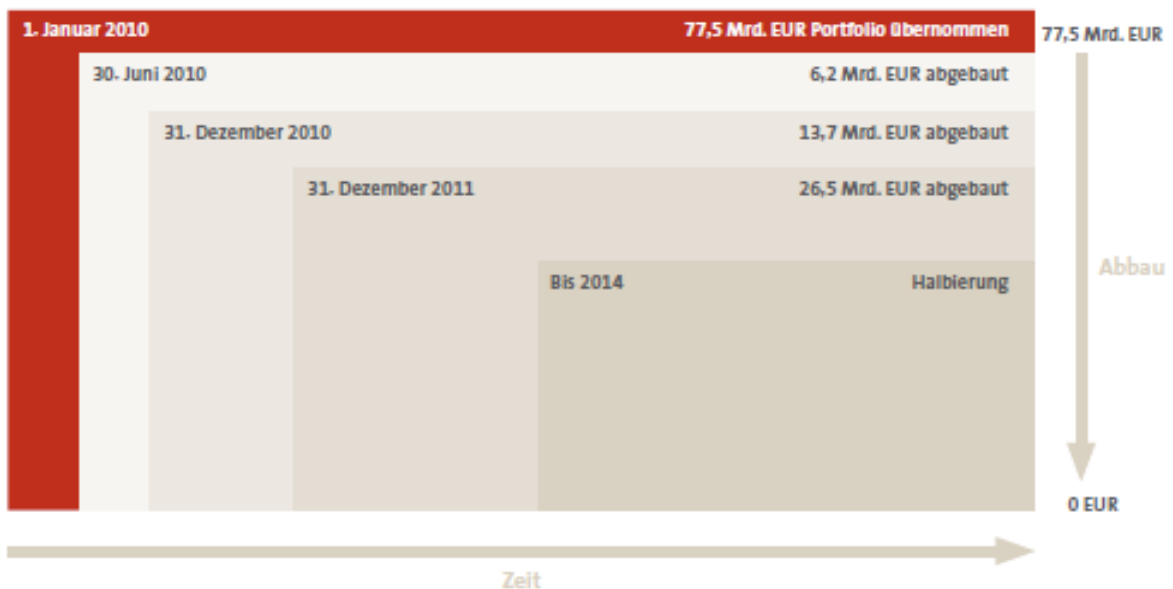 1. Januar 2010 77,5 Mrd. EUR Portfolio übernommen 77,5 Mrd. EUR
30. Juni 2010 6,2 Mrd. EUR abgebaut
31. Dezember 2010 13,7 Mrd. EUR abgebaut
31. Dezember 2011 26,5 Mrd. EUR abgebaut
Abbau
Bis 2014 Halbierung
0 EUR
Zeit